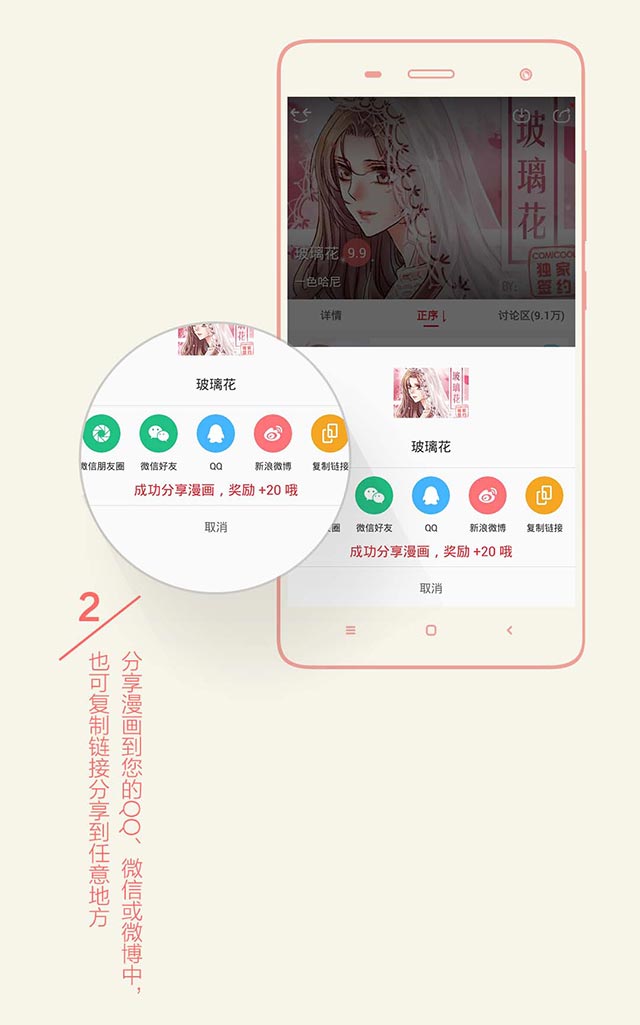 玻璃花
COMICOOL
独家
签约
BY:
玻璃花 9.9
一色哈尼
详情
正序
讨论区(9.1万)
玻璃花
玻璃花
微信好友
QQ
新浪微博
复制链接
成功分享漫画，奖励 +20 哦
取消
玻璃花
微信朋友圈
微信好友
QQ
新浪微博
复制链接
成功分享漫画，奖励 +20 哦
取消
2
分享漫画到您的QQ、微信或微博中，
也可复制链接分享到任意地方